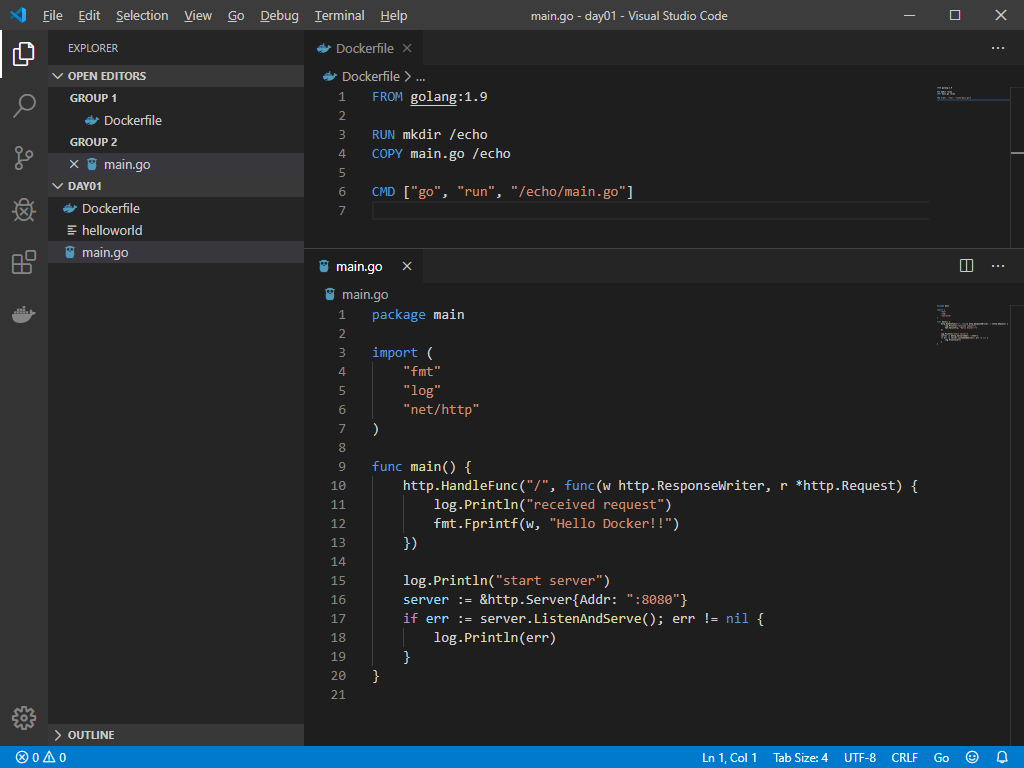 File Edit Selection View Go Debug Terminal Help main.go - day01 - Visual Studio Code
EXPLORER
OPEN EDITORS
GROUP 1
Dockerfile
GROUP 2
main.go
DAY01
Dockerfile
helloworld
main.go
OUTLINE
Dockerfile
Dockerfile > ...
1 FROM golang:1.9
2
3 RUN mkdir /echo
4 COPY main.go /echo
5
6 CMD ["go", "run", "/echo/main.go"]
7
main.go
main.go
1 package main
2
3 import (
4 "fmt"
5 "log"
6 "net/http"
7 )
8
9 func main() {
10 http.HandleFunc("/", func(w http.ResponseWriter, r *http.Request) {
11 log.Println("received request")
12 fmt.Fprintf(w, "Hello Docker!!")
13 })
14
15 log.Println("start server")
16 server := &http.Server{Addr: ":8080"}
17 if err := server.ListenAndServe(); err != nil {
18 log.Println(err)
19 }
20 }
21
0 0 Ln 1, Col 1 Tab Size: 4 UTF-8 CRLF Go